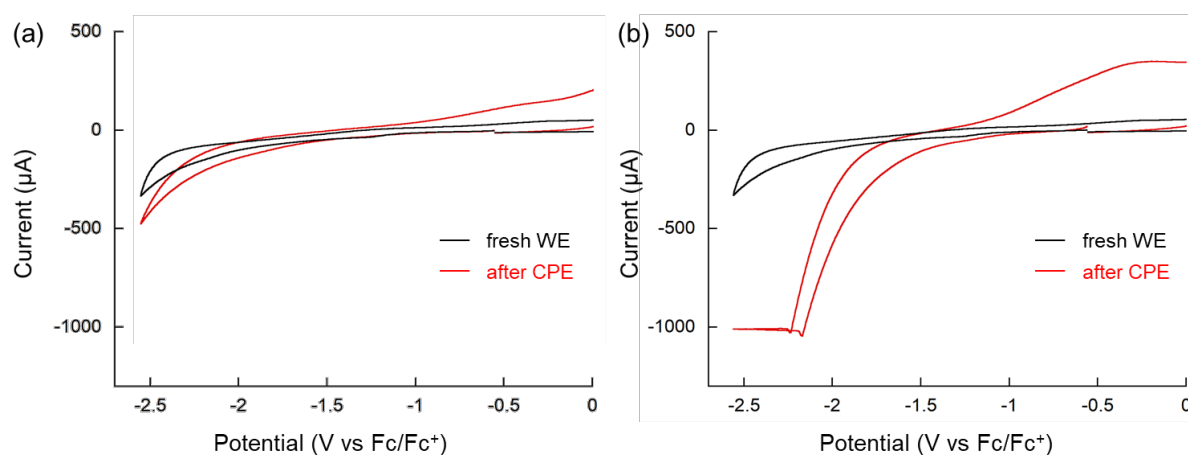 (a)
500
0
-500
-1000
Current (µA)
fresh WE
after CPE
-2.5 -2 -1.5 -1 -0.5 0
Potential (V vs Fc/Fc⁺)
(b)
500
0
-500
-1000
Current (µA)
fresh WE
after CPE
-2.5 -2 -1.5 -1 -0.5 0
Potential (V vs Fc/Fc⁺)